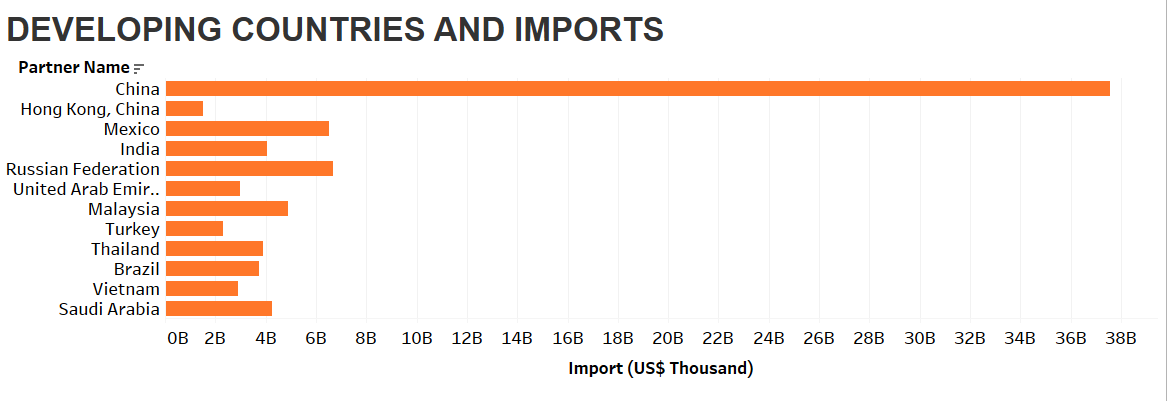 DEVELOPING COUNTRIES AND IMPORTS
Partner Name
China
Hong Kong, China
Mexico
India
Russian Federation
United Arab Emir..
Malaysia
Turkey
Thailand
Brazil
Vietnam
Saudi Arabia
0B 2B 4B 6B 8B 10B 12B 14B 16B 18B 20B 22B 24B 26B 28B 30B 32B 34B 36B 38B
Import (US$ Thousand)